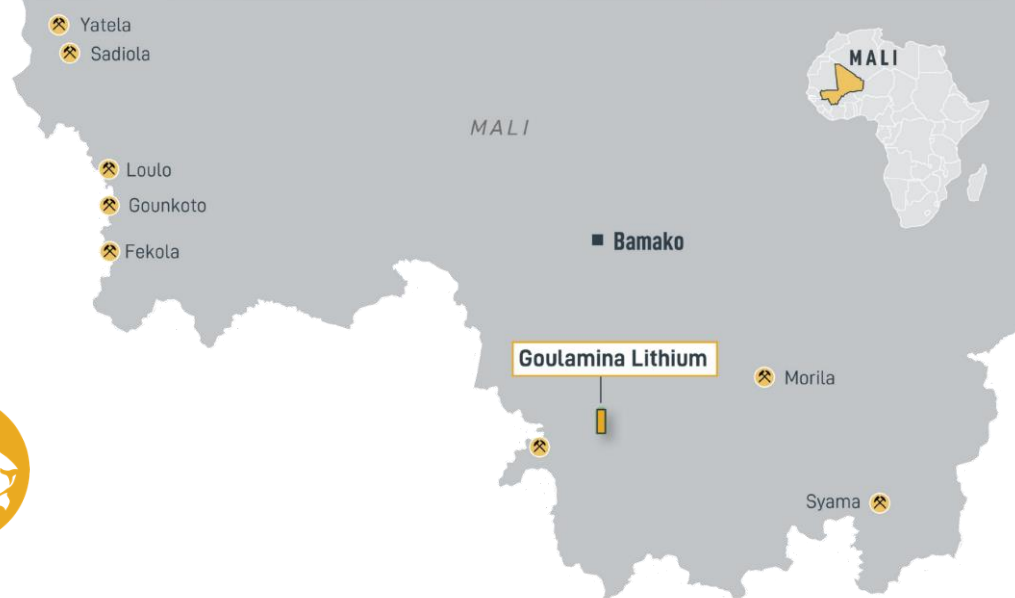 Yatela
Sadiola
MALI
MALI
Loulo
Gounkoto
Fekola
Bamako
Goulamina Lithium
Morila
Syama